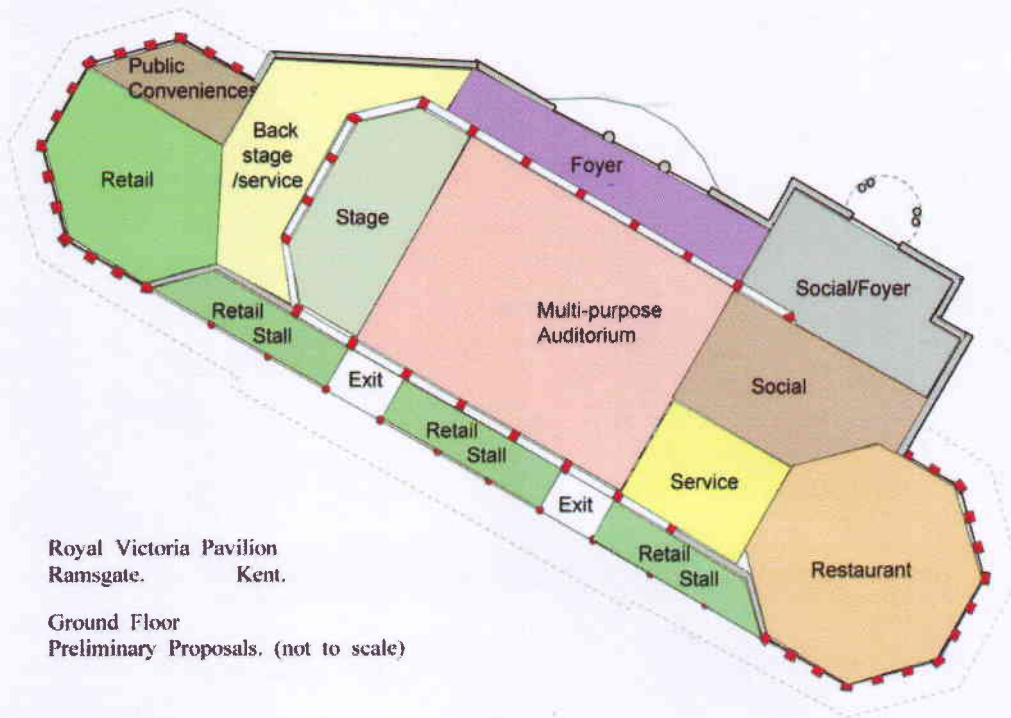 Public
Conveniences
Retail
Back
stage
/service
Stage
Foyer
Social/Foyer
Multi-purpose
Auditorium
Retail
Stall
Exit
Social
Retail
Stall
Service
Exit
Retail
Stall
Restaurant
Royal Victoria Pavilion
Ramsgate. Kent.
Ground Floor
Preliminary Proposals. (not to scale)